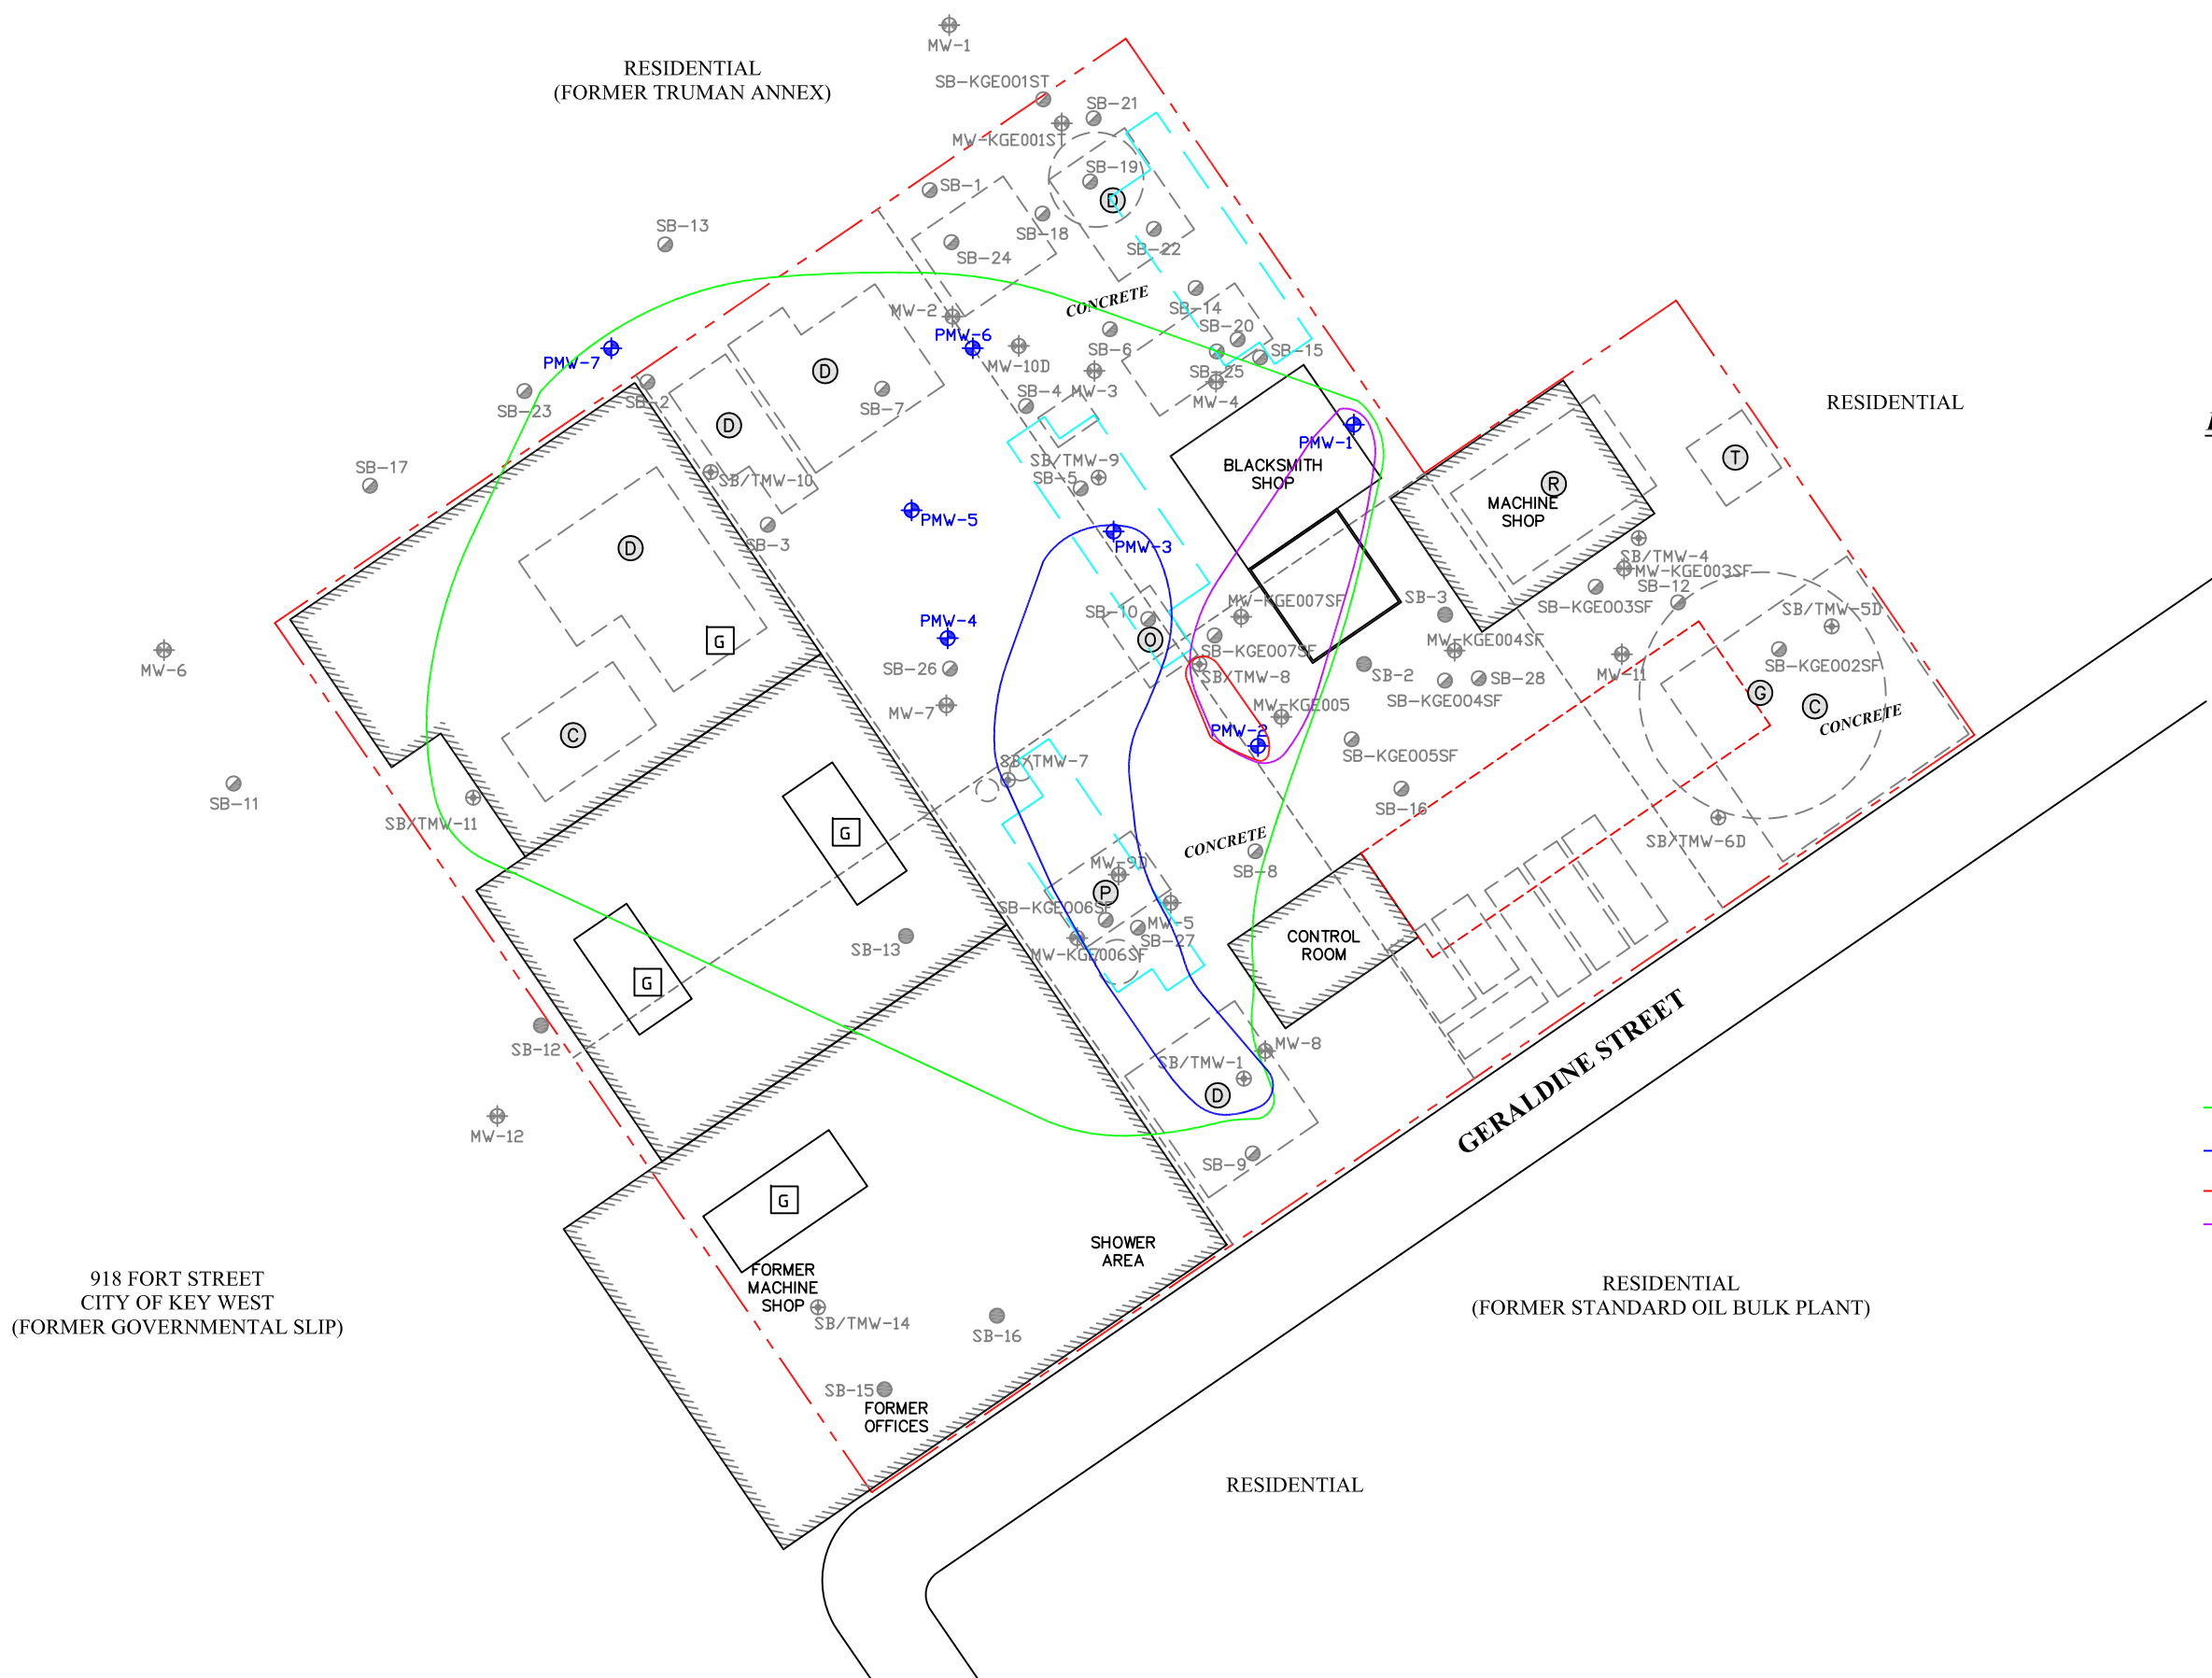 MW-1
RESIDENTIAL
(FORMER TRUMAN ANNEX)
SB-KGE001ST
SB-21
MW-KGE001ST
SB-19
D
SB-1
SB-18
SB-22
SB-13
SB-24
CONCRETE
SB-14
MW-2
PMW-6
SB-20
SB-6
SB-15
MW-10D
PMW-7
SB-25
D
SB-4
MW-3
MW-4
SB-2
SB-7
SB-23
RESIDENTIAL
D
PMW-1
T
SB/TMW-9
SB-5
BLACKSMITH
SHOP
SB-17
SB/TMW-10
R
MACHINE
SHOP
PMW-5
SB-3
PMW-3
D
SB/TMW-4
MW-KGE003SF
SB-12
SB-KGE003SF
SB-3
MW-KGE007SF
SB-10
SB/TMW-5D
PMW-4
G
O
MW-KGE004SF
SB-KGE007SF
SB-KGE002SF
MW-6
SB-26
SB/TMW-8
SB-2
SB-28
MW-11
SB-KGE004SF
G
C
MW-7
MW-KGE005
CONCRETE
PMW-2
C
SB-KGE005SF
SB/TMW-7
SB-11
SB-16
SB/TMW-11
G
CONCRETE
SB/TMW-6D
MW-9D
SB-8
P
SB-KGE006SF
MW-5
SB-27
SB-13
MW-KGE006SF
CONTROL
ROOM
G
GERALDINE STREET
SB-12
MW-8
SB/TMW-1
D
MW-12
SB-9
G
SHOWER
AREA
918 FORT STREET
CITY OF KEY WEST
(FORMER GOVERNMENTAL SLIP)
FORMER
MACHINE
SHOP
SB/TMW-14
SB-16
RESIDENTIAL
(FORMER STANDARD OIL BULK PLANT)
SB-15
FORMER
OFFICES
RESIDENTIAL